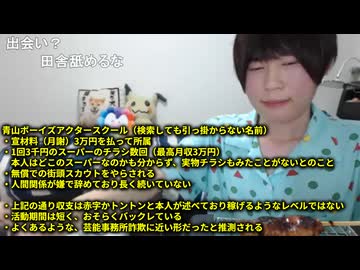 出会い？
田舎舐めるな
青山ボーイズアクタースクール（検索しても引っ掛からない名前）
・宣材料（月謝）3万円を払って所属
・1回3千円のスーパーのチラシ数回（最高月収3万円）
本人はどこのスーパーなのかも分からず、実物チラシもみたことがないとのこと
・無償での街頭スカウトをやらされる
・人間関係が嫌で辞めており長く続いていない
・上記の通り収支は赤字かトントンと本人が述べており稼げるようなレベルではない
・活動期間は短く、おそらくバックレている
・よくあるような、芸能事務所詐欺に近い形だったと推測される